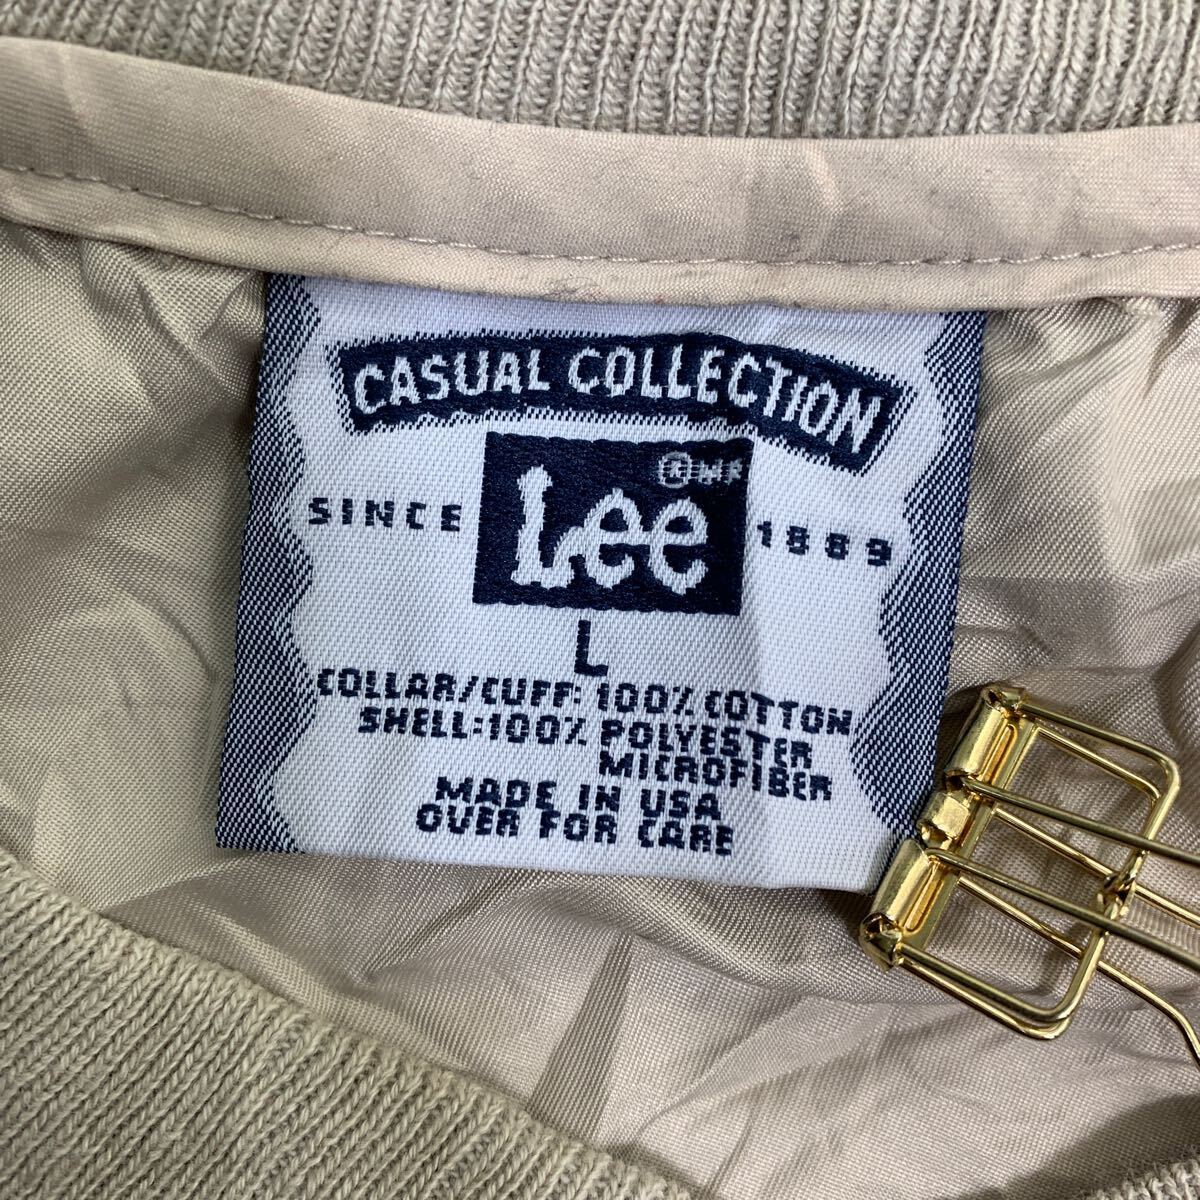 CASUAL COLLECTION
® MR
SINCE Lee 1889
L
COLLAR/CUFF: 100% COTTON
SHELL: 100% POLYESTER
MICROFIBER
MADE IN USA
OVER FOR CARE